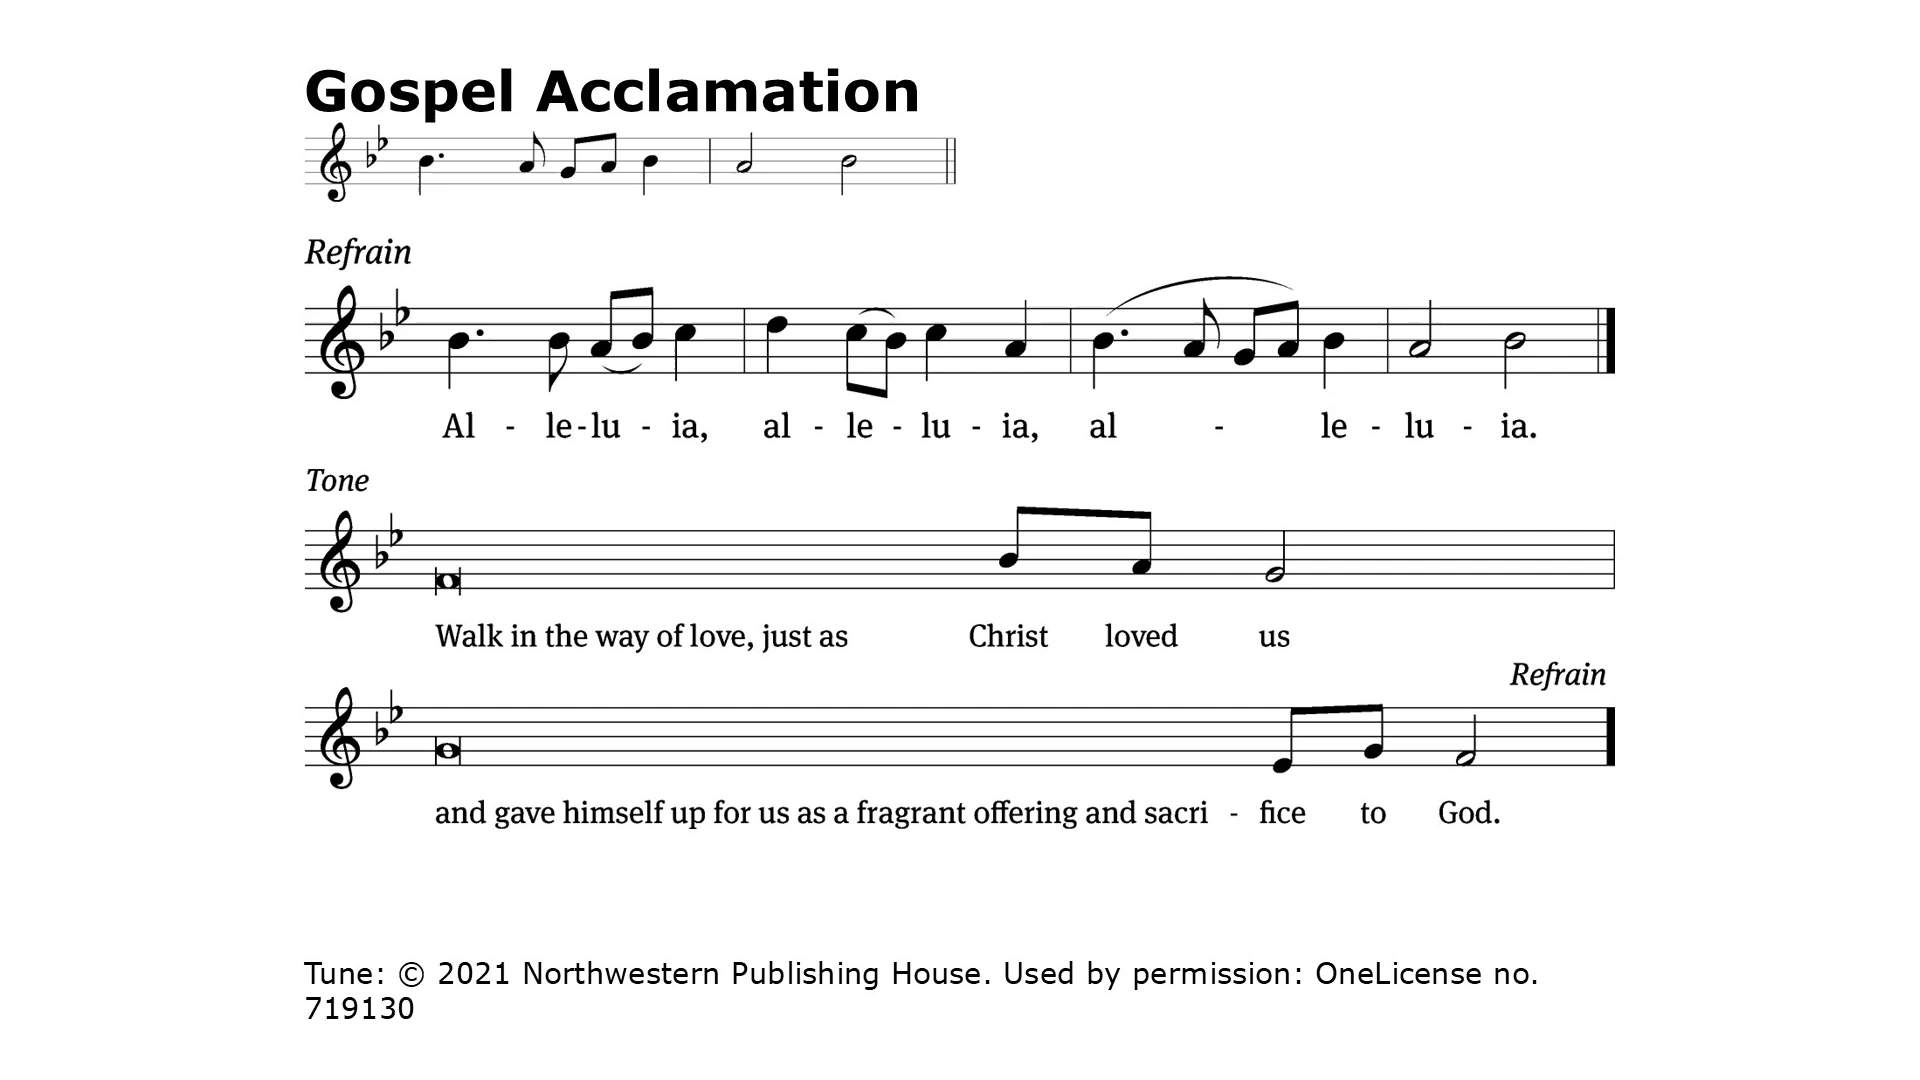 Gospel Acclamation
Refrain
Al - le - lu - ia, al - le - lu - ia, al - le - lu - ia.
Tone
Walk in the way of love, just as Christ loved us
Refrain
and gave himself up for us as a fragrant offering and sacri - fice to God.
Tune: © 2021 Northwestern Publishing House. Used by permission: OneLicense no.
719130